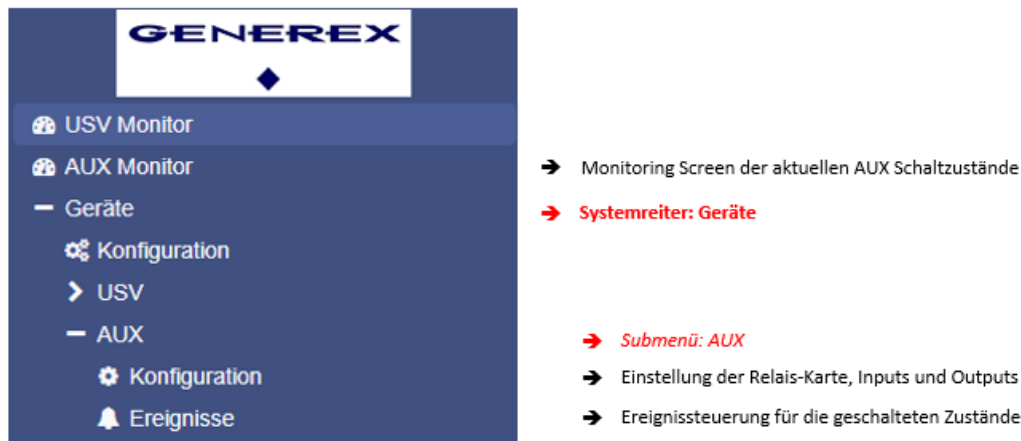 GENEREX
USV Monitor
AUX Monitor
➔ Monitoring Screen der aktuellen AUX Schaltzustände
Geräte
➔ Systemreiter: Geräte
Konfiguration
USV
AUX
➔ Submenü: AUX
Konfiguration
➔ Einstellung der Relais-Karte, Inputs und Outputs
Ereignisse
➔ Ereignissteuerung für die geschalteten Zustände